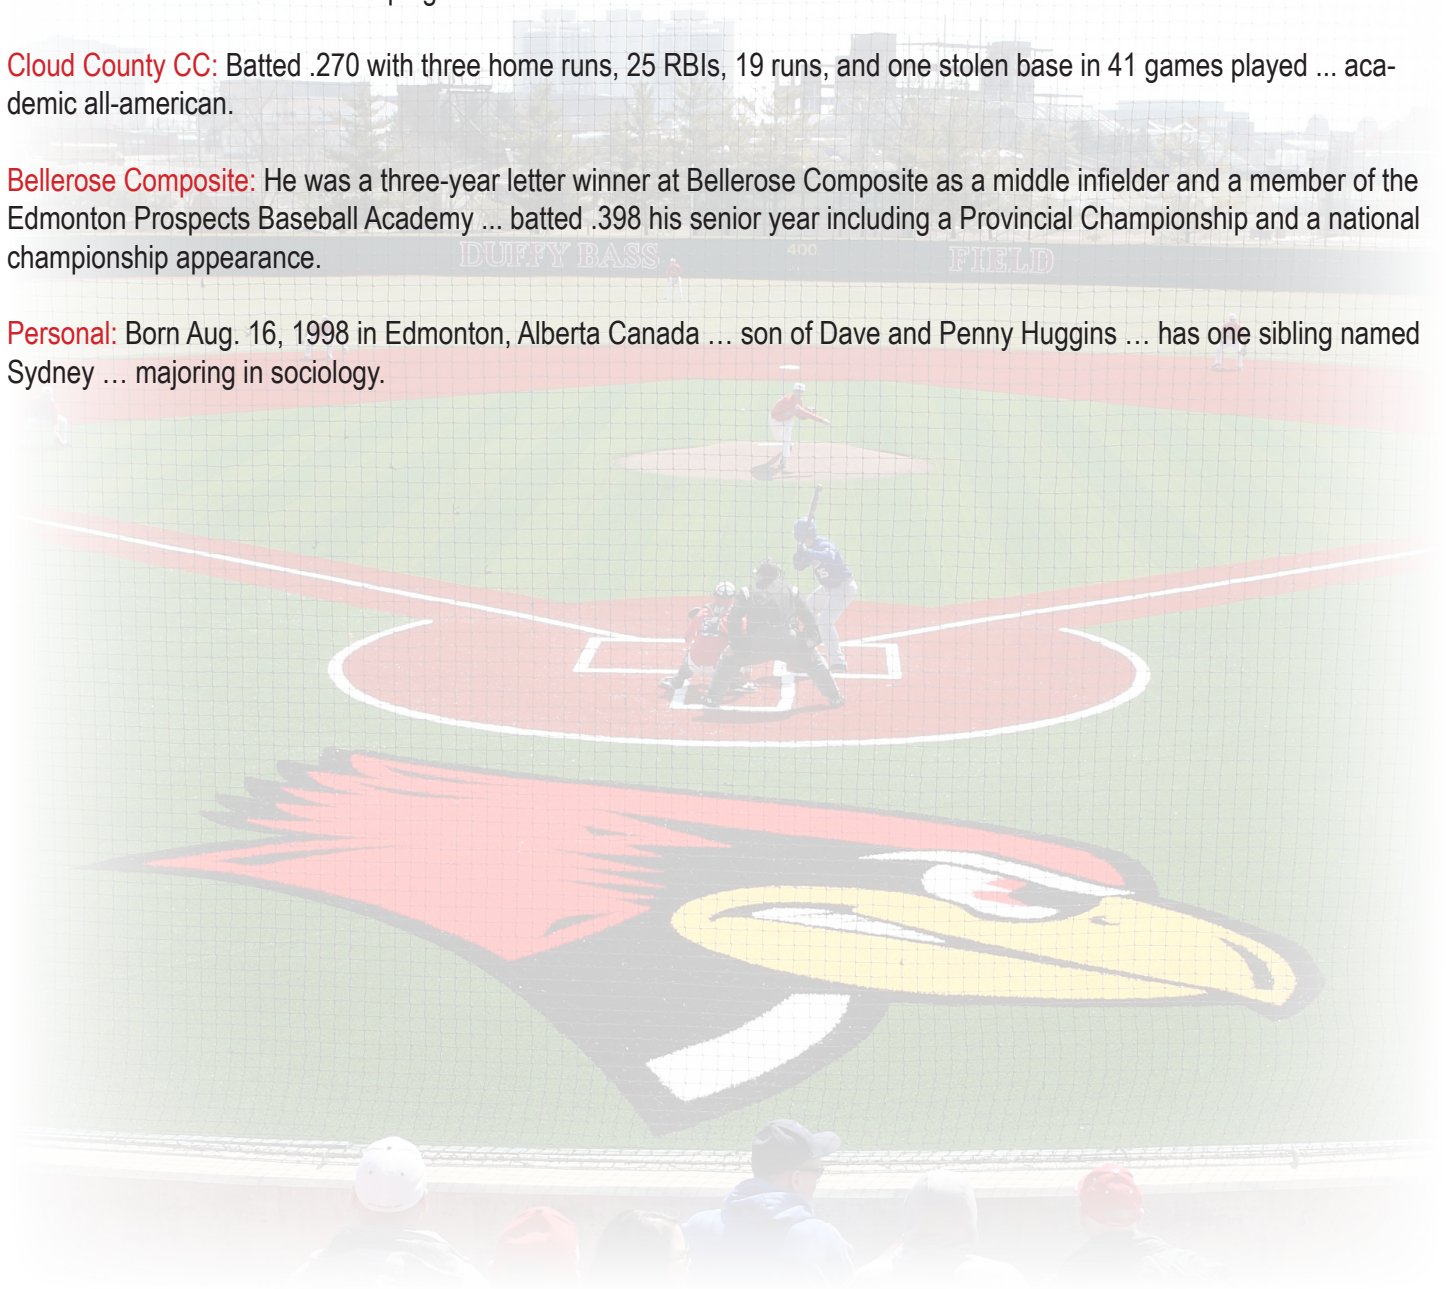 Cloud County CC: Batted .270 with three home runs, 25 RBIs, 19 runs, and one stolen base in 41 games played ... aca-
demic all-american.
Bellerose Composite: He was a three-year letter winner at Bellerose Composite as a middle infielder and a member of the
Edmonton Prospects Baseball Academy ... batted .398 his senior year including a Provincial Championship and a national
championship appearance.
DUFFY BASS 400 FIELD
Personal: Born Aug. 16, 1998 in Edmonton, Alberta Canada … son of Dave and Penny Huggins … has one sibling named
Sydney … majoring in sociology.